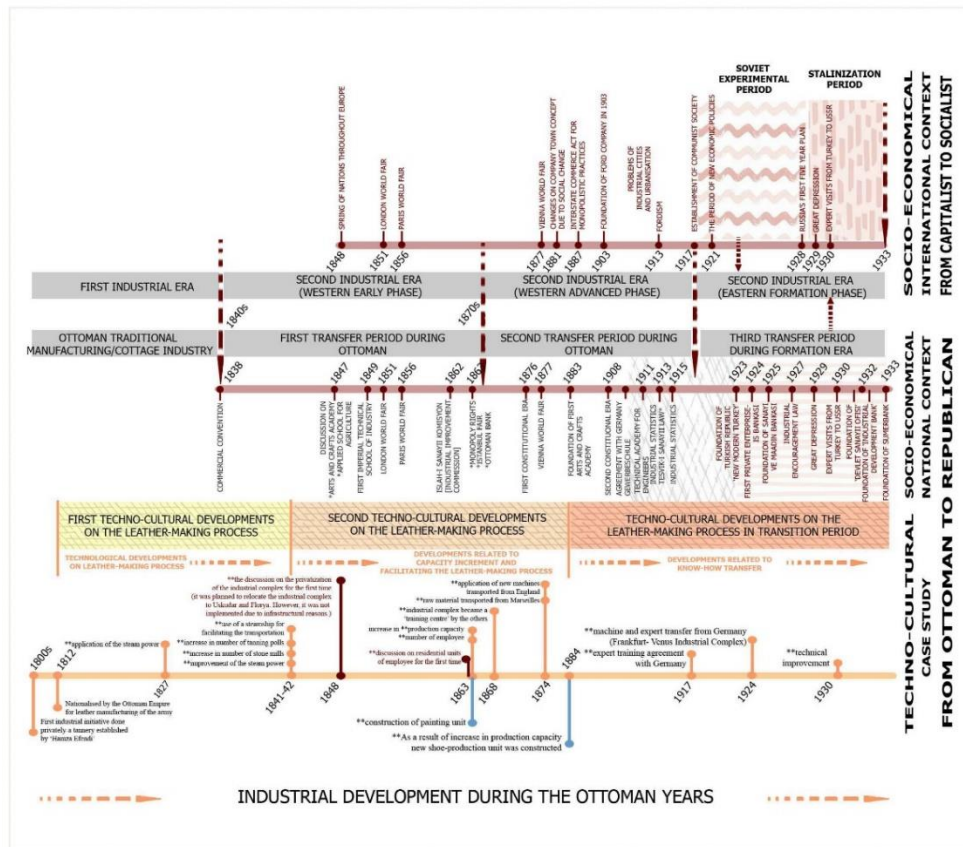 SOVIET
EXPERIMENTAL
PERIOD
STALINIZATION
PERIOD
SPRING OF NATIONS THROUGHOUT EUROPE
LONDON WORLD FAIR
PARIS WORLD FAIR
VIENNA WORLD FAIR
CHANGES ON COMPANY TOWN CONCEPT
DUE TO SOCIAL CHANGE
INTERSTATE COMMERCE ACT FOR
MONOPOLISTIC PRACTICES
FOUNDATION OF FORD COMPANY IN 1903
PROBLEMS OF
INDUSTRIAL CITIES
AND URBANISATION
FORDISM
ESTABLISHMENT OF COMMUNIST SOCIETY
THE PERIOD OF NEW ECONOMIC POLICIES
RUSSIA'S FIRST FIVE YEAR PLAN
GREAT DEPRESSION
EXPERT VISITS FROM TURKEY TO USSR
1848
1851
1856
1877
1881
1887
1903
1913
1917
1921
1928
1929
1930
1933
SOCIO-ECONOMICAL
INTERNATIONAL CONTEXT
FROM CAPITALIST TO SOCIALIST
FIRST INDUSTRIAL ERA
SECOND INDUSTRIAL ERA
(WESTERN EARLY PHASE)
SECOND INDUSTRIAL ERA
(WESTERN ADVANCED PHASE)
SECOND INDUSTRIAL ERA
(EASTERN FORMATION PHASE)
1840s
1870s
OTTOMAN TRADITIONAL
MANUFACTURING/COTTAGE INDUSTRY
FIRST TRANSFER PERIOD DURING
OTTOMAN
SECOND TRANSFER PERIOD DURING
OTTOMAN
THIRD TRANSFER PERIOD
DURING FORMATION ERA
1838
1847
1849
1851
1856
1862
1876
1877
1883
1908
1911
1913
1915
1923
1924
1925
1927
1929
1930
1932
1933
COMMERCIAL CONVENTION
DISCUSSION ON
*ARTS AND CRAFTS ACADEMY
*APPLIED SCHOOL FOR
AGRICULTURE
FIRST IMPERIAL TECHNICAL
SCHOOL OF INDUSTRY
LONDON WORLD FAIR
PARIS WORLD FAIR
ISLAH-I SANAYII KOMISYON
[INDUSTRIAL IMPROVEMENT
COMMISSION]
*MONOPOLY RIGHTS
*ISTANBUL FAIR
*OTTOMAN BANK
FIRST CONSTITUTIONAL ERA
VIENNA WORLD FAIR
FOUNDATION OF FIRST
ARTS AND CRAFTS
ACADEMY
SECOND CONSTITUONAL ERA
AGREEMENT WITH GERMANY
GEWERBESCHULE
'TECHNICAL ACADEMY FOR
ENGINEERS'
INDUSTRIAL STATISTICS
TESVIK-I SANAYII LAW*
INDUSTRIAL STATISTICS
FOUNDATION OF
TURKISH REPUBLIC
'NEW MODERN TURKEY'
FIRST PRIVATE ENTERPRISE-
IS BANKASI
FOUNDATION OF SANAYI
VE MAADIN BANKASI
INDUSTRIAL
ENCOURAGEMENT LAW
GREAT DEPRESSION
EXPERT VISITS FROM
TURKEY TO USSR
FOUNDATION OF
'DEVLET SANAYI OFISI'
FOUNDATION OF INDUSTRIAL
DEVELOPMENT BANK'
FOUNDATION OF SUMERBANK
SOCIO-ECONOMICAL
NATIONAL CONTEXT
FROM OTTOMAN TO REPUBLICAN
FIRST TECHNO-CULTURAL DEVELOPMENTS
ON THE LEATHER-MAKING PROCESS
SECOND TECHNO-CULTURAL DEVELOPMENTS
ON THE LEATHER-MAKING PROCESS
TECHNO-CULTURAL DEVELOPMENTS ON THE
LEATHER-MAKING PROCESS IN TRANSITION PERIOD
TECHNOLOGICAL DEVELOPMENTS
ON LEATHER-MAKING PROCESS
DEVELOPMENTS RELATED TO
CAPACITY INCREMENT AND
FACILITATING THE LEATHER-MAKING PROCESS
DEVELOPMENTS RELATED TO
KNOW-HOW TRANSFER
TECHNO-CULTURAL
CASE STUDY
**the discussion on the privatization
of the industrial complex for the first time
(it was planned to relocate the industrial complex
to Uskudar and Florya. However, it was not
implemented due to infrastructural reasons.)
**application of the steam power
**use of a steamship for
facilitating the transportation
**increase in number of tanning polls
**increase in number of stone mills
**improvement of the steam power
**application of new machines
transported from England
**raw material transported from Marseilles
**industrial complex became a
'training center' by the others
increase in **production capacity
**number of employee
**discussion on residential units
of employer for the first time
**machine and expert transfer from Germany
(Frankfurt- Venus Industrial Complex)
**expert training agreement
with Germany
**technical
improvement
1800s
1812
1827
1841-42
1848
1863
1868
1874
1884
1917
1924
1930
Nationalised by the Ottoman Empire
for leather manufacturing of the army
First industrial initiative done
privately a tannery established
by 'Hamza Effendi'
**construction of painting unit
**As a result of increase in production capacity
new shoe-production unit was constructed
INDUSTRIAL DEVELOPMENT DURING THE OTTOMAN YEARS